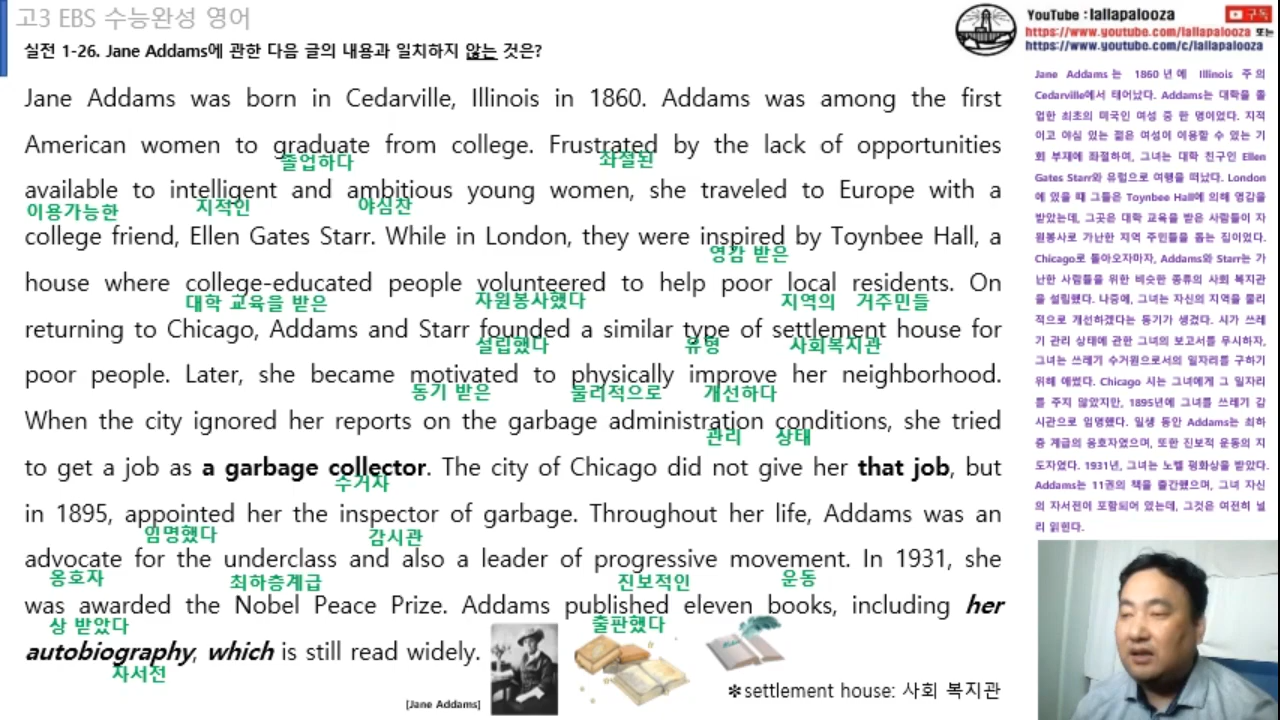 고3 EBS 수능완성 영어
실전 1-26. Jane Addams에 관한 다음 글의 내용과 일치하지 않는 것은?
Jane Addams was born in Cedarville, Illinois in 1860. Addams was among the first
American women to graduate from college. Frustrated by the lack of opportunities
졸업하다 좌절된
available to intelligent and ambitious young women, she traveled to Europe with a
이용가능한 지적인 야심찬
college friend, Ellen Gates Starr. While in London, they were inspired by Toynbee Hall, a
영감 받은
house where college-educated people volunteered to help poor local residents. On
대학 교육을 받은 자원봉사했다 지역의 거주민들
returning to Chicago, Addams and Starr founded a similar type of settlement house for
설립했다 유형 사회복지관
poor people. Later, she became motivated to physically improve her neighborhood.
동기 받은 물리적으로 개선하다
When the city ignored her reports on the garbage administration conditions, she tried
관리 상태
to get a job as a garbage collector. The city of Chicago did not give her that job, but
수거자
in 1895, appointed her the inspector of garbage. Throughout her life, Addams was an
임명했다 감시관
advocate for the underclass and also a leader of progressive movement. In 1931, she
옹호자 최하층계급 진보적인 운동
was awarded the Nobel Peace Prize. Addams published eleven books, including her
상 받았다 출판했다
autobiography, which is still read widely.
자서전
[Jane Addams]
✻settlement house: 사회 복지관
YouTube : lallapalooza
구독
https://www.youtube.com/lallapalooza 또는
https://www.youtube.com/c/lallapalooza
Jane Addams는 1860년에 Illinois 주의
Cedarville에서 태어났다. Addams는 대학을 졸
업한 최초의 미국인 여성 중 한 명이었다. 지적
이고 야심 있는 젊은 여성이 이용할 수 있는 기
회 부재에 좌절하여, 그녀는 대학 친구인 Ellen
Gates Starr와 유럽으로 여행을 떠났다. London
에 있을 때 그들은 Toynbee Hall에 의해 영감을
받았는데, 그곳은 대학 교육을 받은 사람들이 자
원봉사로 가난한 지역 주민들을 돕는 집이었다.
Chicago로 돌아오자마자, Addams와 Starr는 가
난한 사람들을 위한 비슷한 종류의 사회 복지관
을 설립했다. 나중에, 그녀는 자신의 지역을 물리
적으로 개선하겠다는 동기가 생겼다. 시가 쓰레
기 관리 상태에 관한 그녀의 보고서를 무시하자,
그녀는 쓰레기 수거원으로서의 일자리를 구하기
위해 애썼다. Chicago 시는 그녀에게 그 일자리
를 주지 않았지만, 1895년에 그녀를 쓰레기 감
시관으로 임명했다. 일생 동안 Addams는 최하
층 계급의 옹호자였으며, 또한 진보적 운동의 지
도자였다. 1931년, 그녀는 노벨 평화상을 받았다.
Addams는 11권의 책을 출간했으며, 그녀 자신
의 자서전이 포함되어 있는데, 그것은 여전히 널
리 읽힌다.